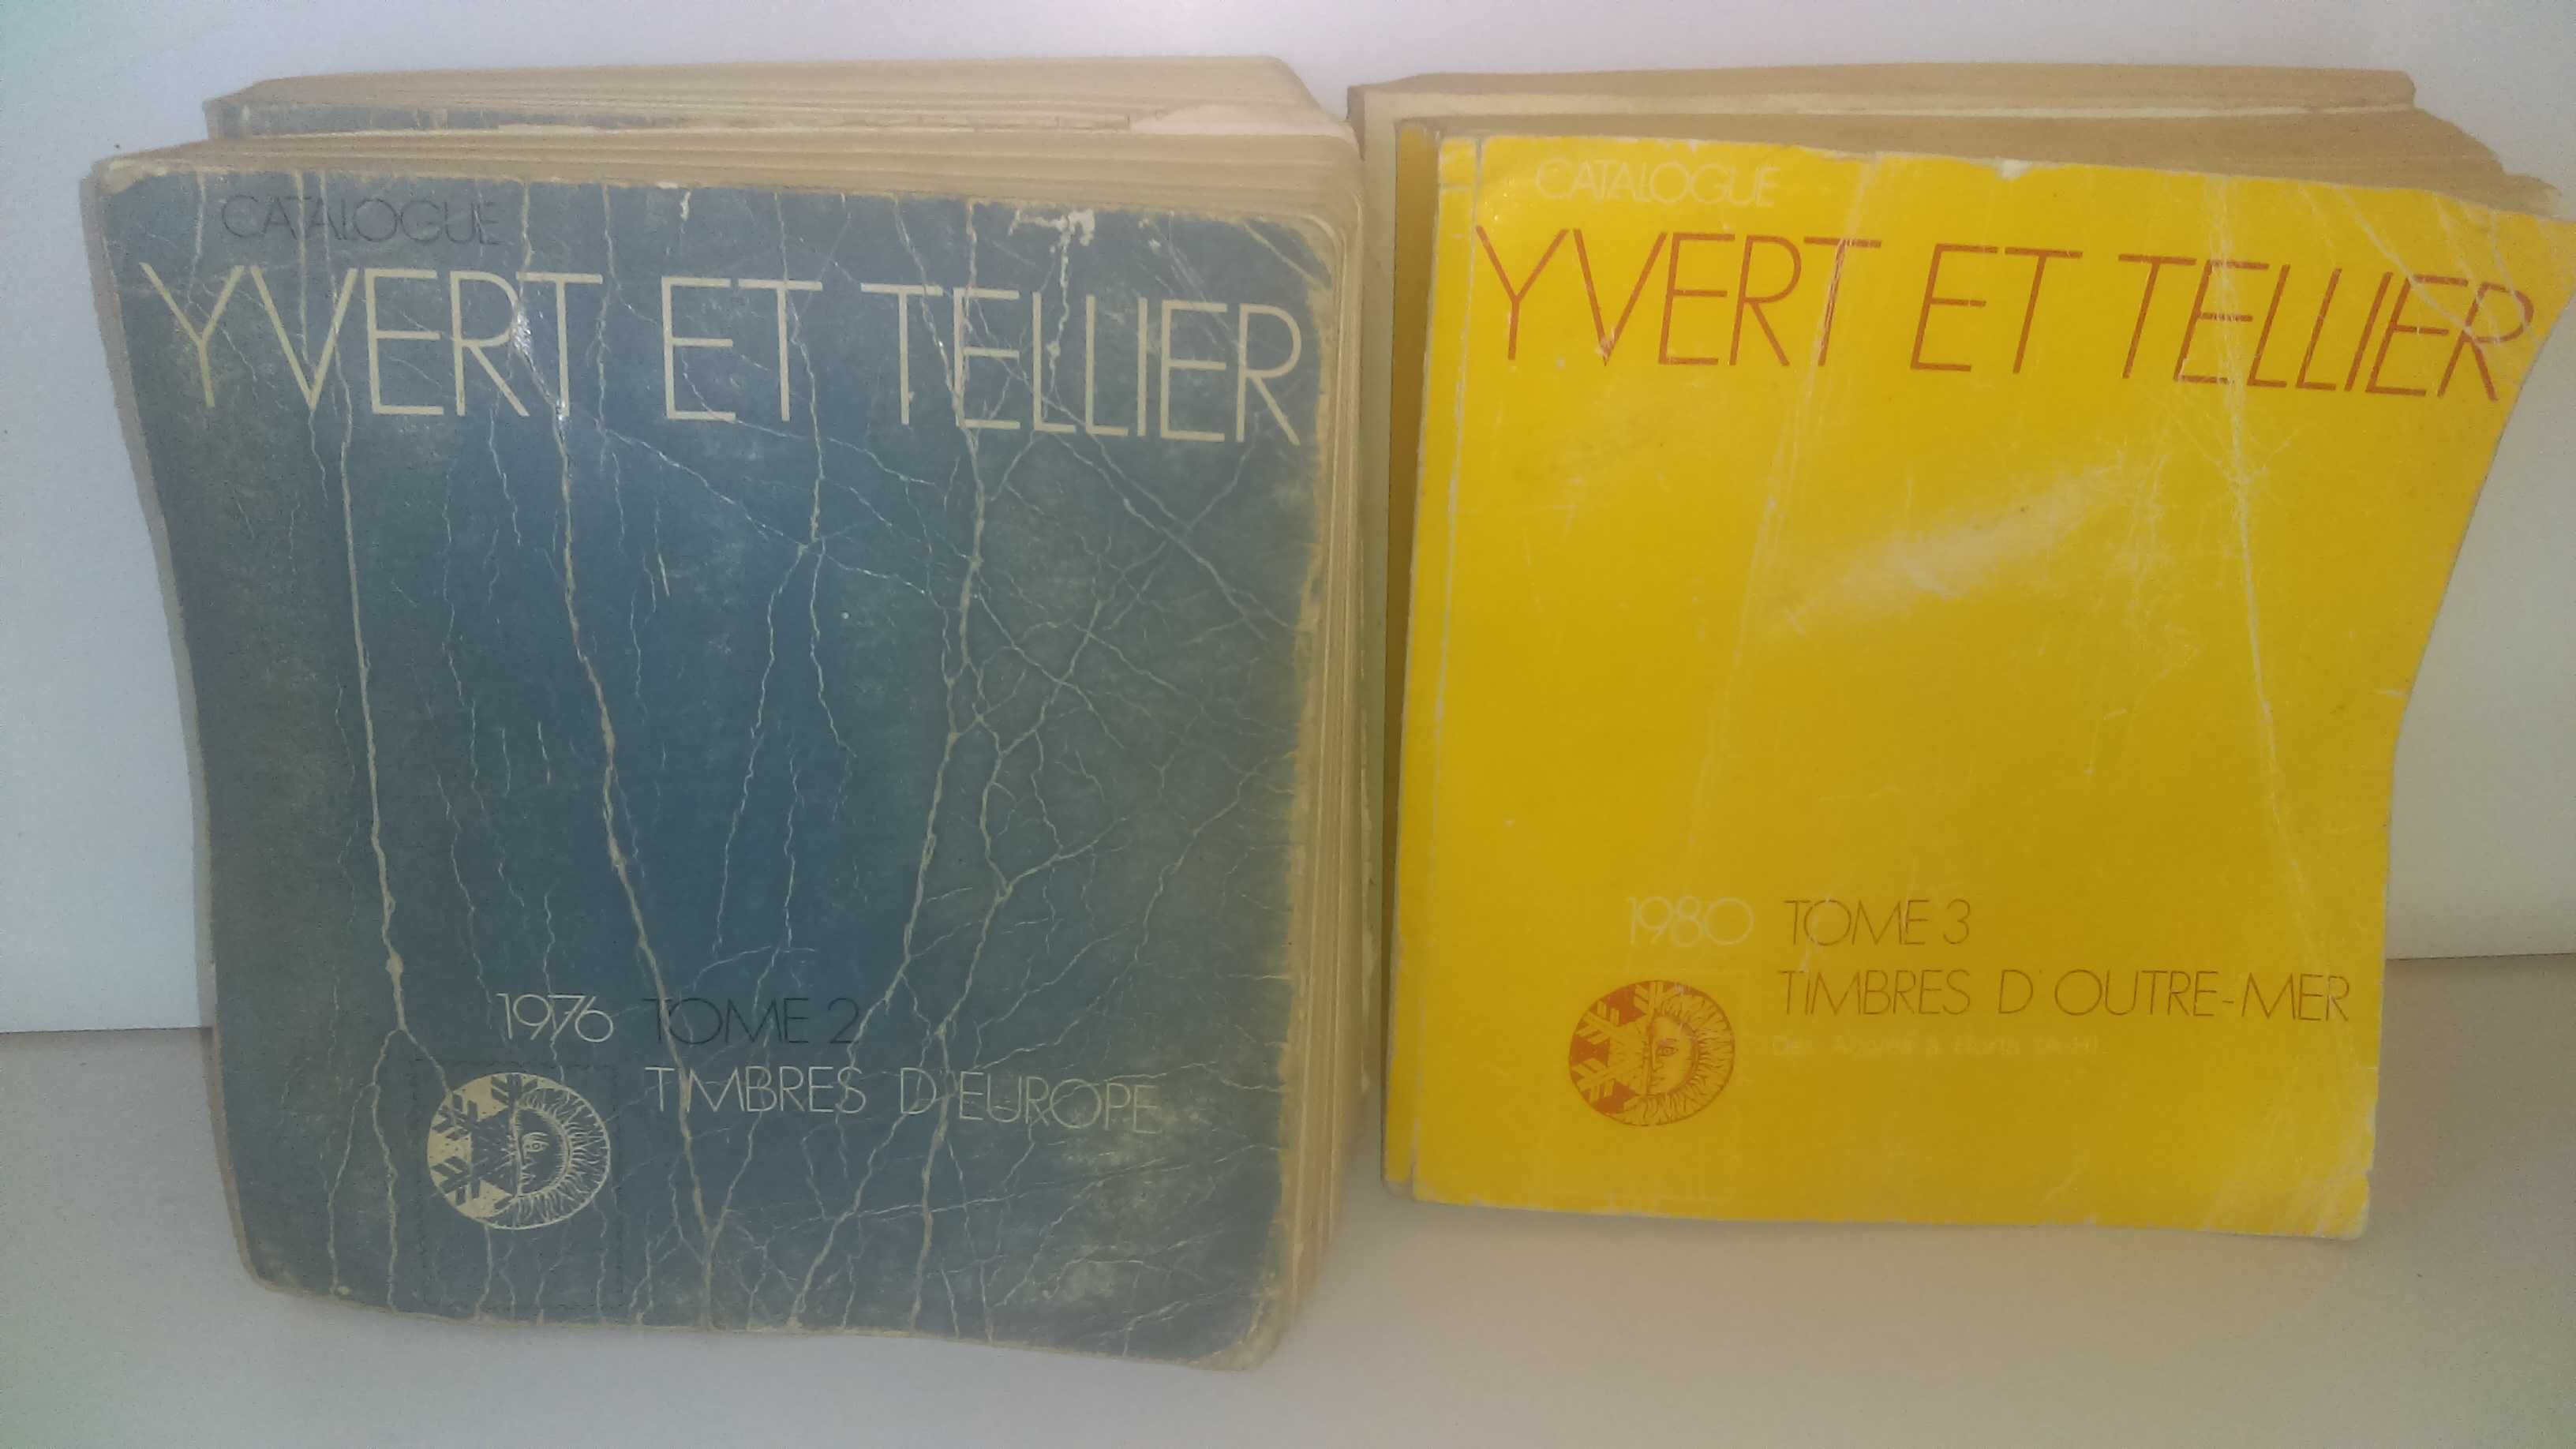 CATALOGUE
YVERT ET TELLIER
1976 TOME 2
TIMBRES D'EUROPE
CATALOGUE
YVERT ET TELLIER
1980 TOME 3
TIMBRES D'OUTRE-MER